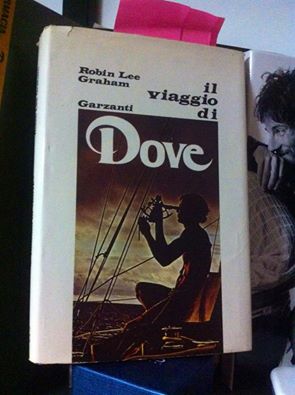 Robin Lee
Graham
il
viaggio
di
Garzanti
Dove